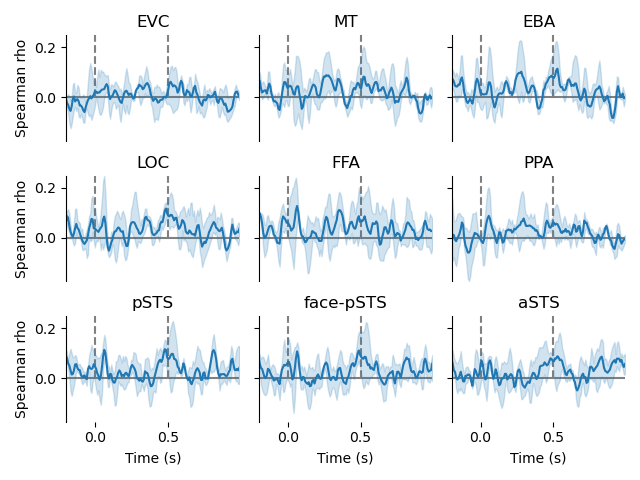 EVC MT EBA
0.2
Spearman rho
0.0
LOC FFA PPA
0.2
Spearman rho
0.0
pSTS face-pSTS aSTS
0.2
Spearman rho
0.0
0.0 0.5 0.0 0.5 0.0 0.5
Time (s) Time (s) Time (s)